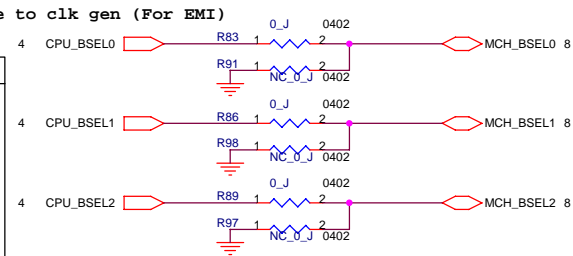 e to clk gen (For EMI)
0_J 0402
4 CPU_BSEL0 R83 1 2 MCH_BSEL0 8
R91 1 2
NC_0_J 0402
0_J 0402
4 CPU_BSEL1 R86 1 2 MCH_BSEL1 8
R98 1 2
NC_0_J 0402
0_J 0402
4 CPU_BSEL2 R89 1 2 MCH_BSEL2 8
R97 1 2
NC_0_J 0402